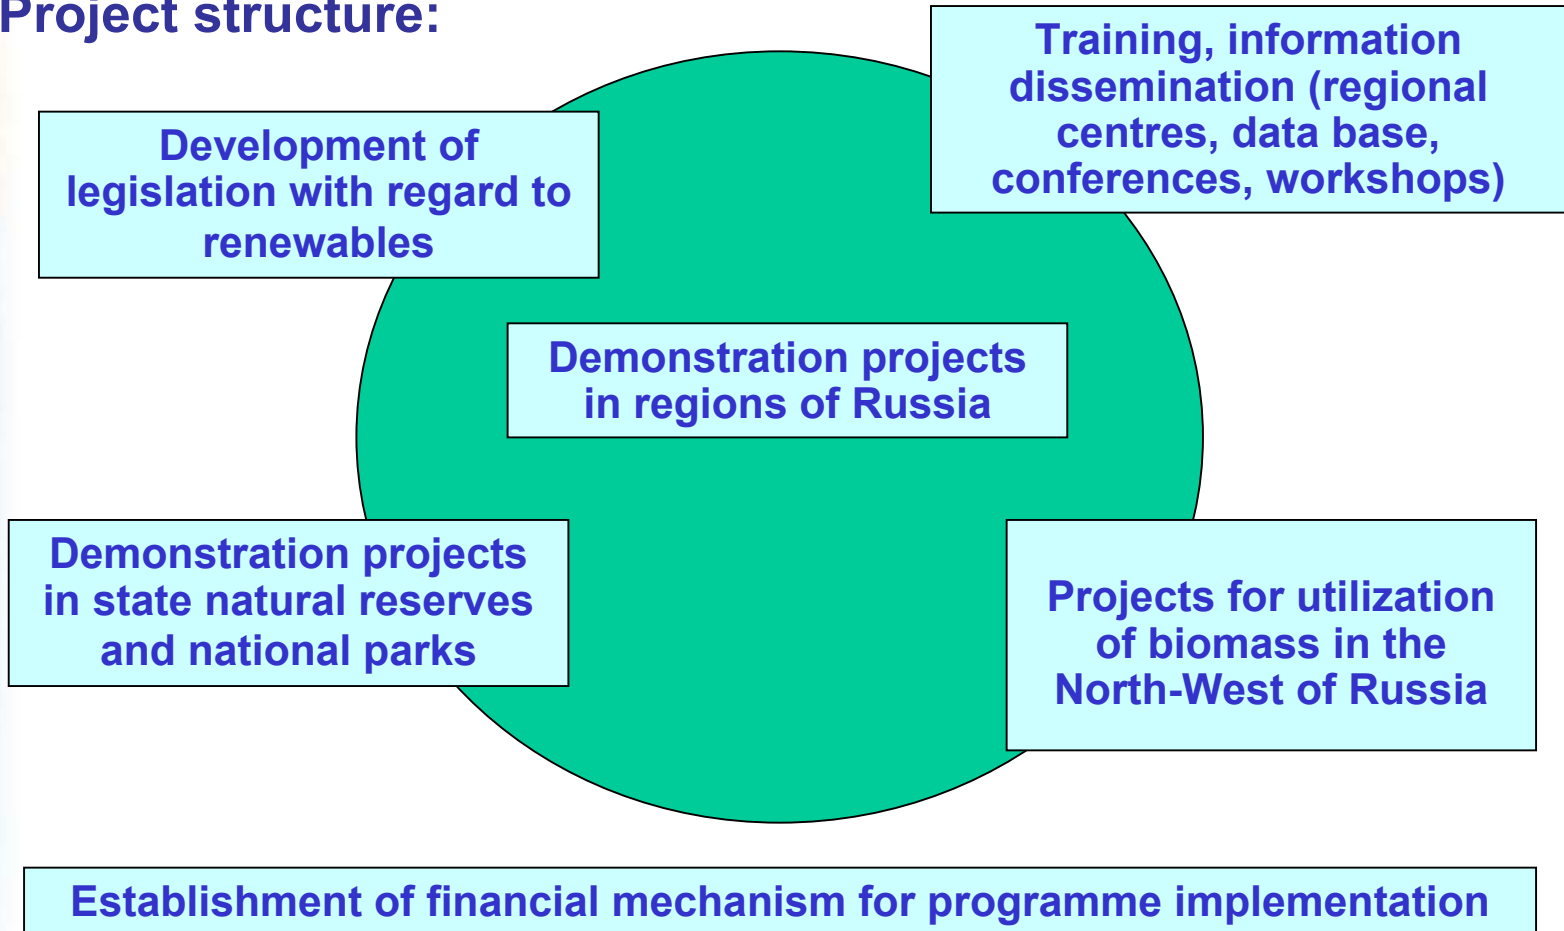 Project structure:
Training, information
dissemination (regional
centres, data base,
conferences, workshops)
Development of
legislation with regard to
renewables
Demonstration projects
in regions of Russia
Demonstration projects
in state natural reserves
and national parks
Projects for utilization
of biomass in the
North-West of Russia
Establishment of financial mechanism for programme implementation